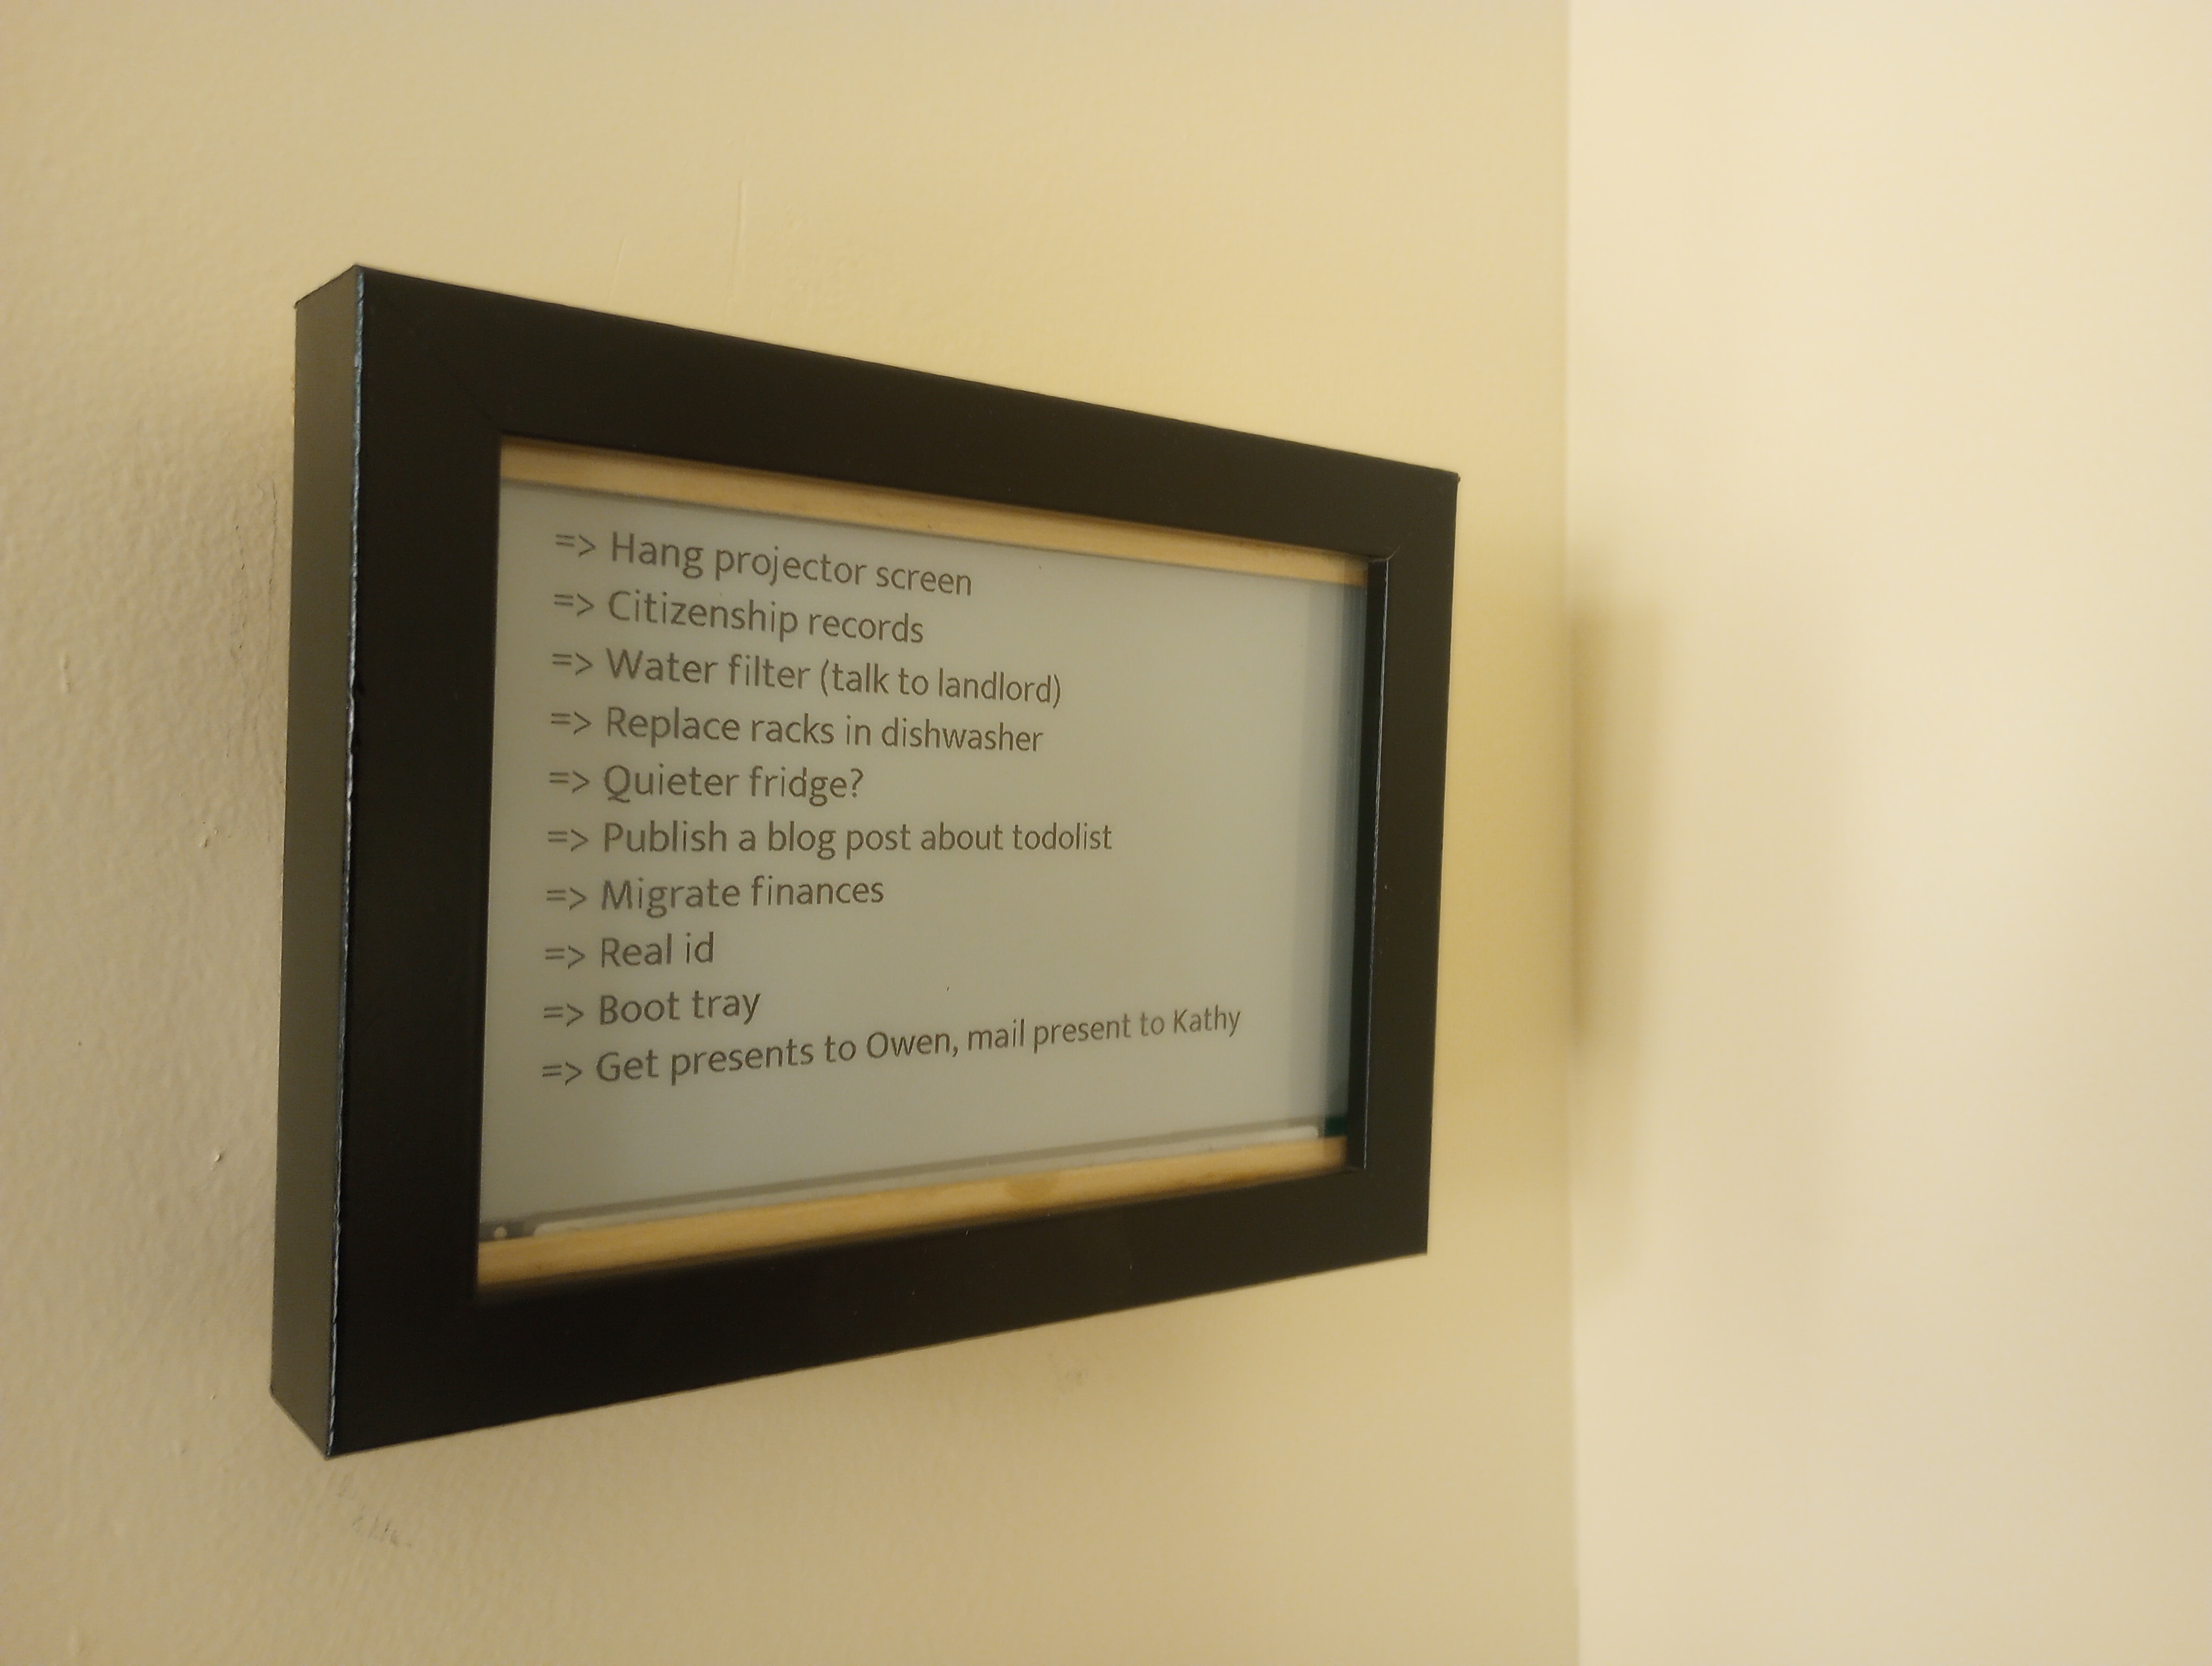 => Hang projector screen
=> Citizenship records
=> Water filter (talk to landlord)
=> Replace racks in dishwasher
=> Quieter fridge?
=> Publish a blog post about todolist
=> Migrate finances
=> Real id
=> Boot tray
=> Get presents to Owen, mail present to Kathy